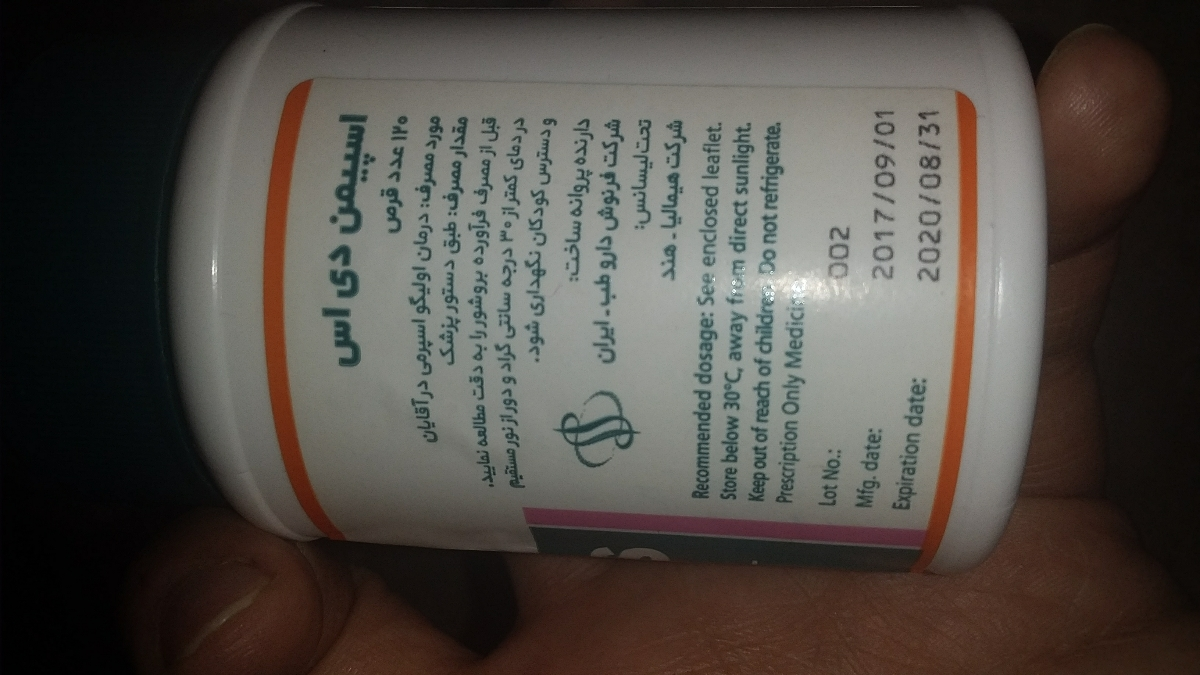 اسپیمن دی اس
۱۲۰ عدد قرص
مورد مصرف: درمان اولیگو اسپرمی در آقایان
مقدار مصرف: طبق دستور پزشک
قبل از مصرف فرآورده بروشور را به دقت مطالعه نمایید.
در دمای کمتر از ۳۰ درجه سانتی گراد و دور از نور مستقیم
و دسترس کودکان نگهداری شود.
دارنده پروانه ساخت:
شرکت فرنوش دارو طب - ایران
تحت لیسانس:
شرکت هیمالیا - هند
Recommended dosage: See enclosed leaflet.
Store below 30°C, away from direct sunlight.
Keep out of reach of children. Do not refrigerate.
Prescription Only Medicine
Lot No.: 002
Mfg. date: 2017/09/01
Expiration date: 2020/08/31